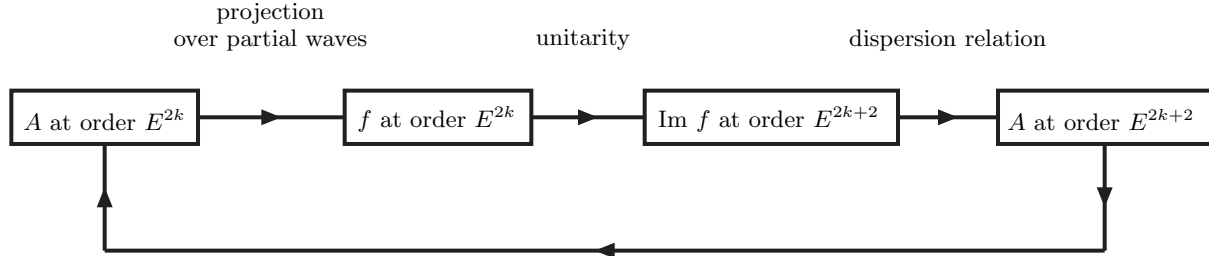 projection
over partial waves
unitarity
dispersion relation
A at order E^{2k}
f at order E^{2k}
Im f at order E^{2k+2}
A at order E^{2k+2}